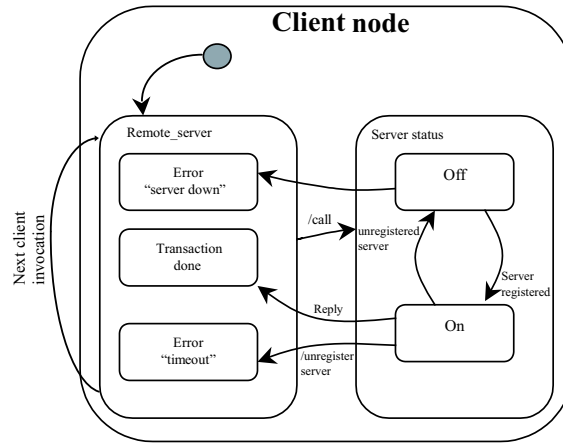 Client node
Remote_server
Server status
Error
“server down”
Off
/call
unregistered
server
Transaction
done
Next client
invocation
Server
registered
Reply
On
Error
“timeout”
/unregister
server